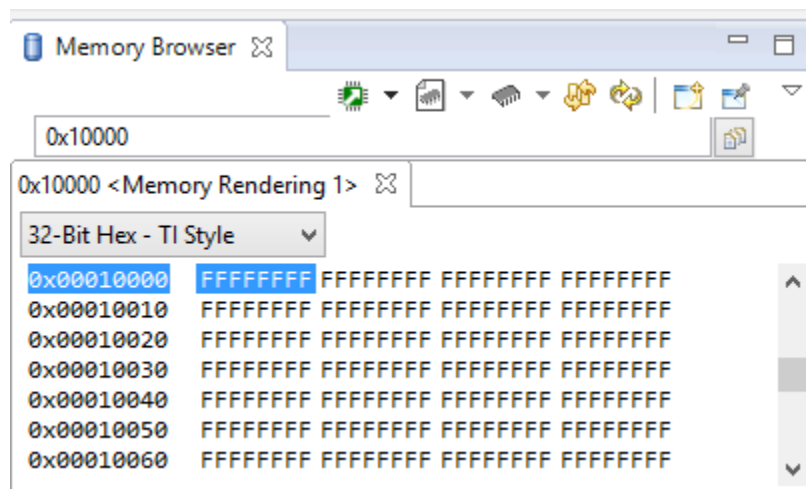 Memory Browser
0x10000
0x10000 <Memory Rendering 1>
32-Bit Hex - TI Style
0x00010000 FFFFFFFF FFFFFFFF FFFFFFFF FFFFFFFF
0x00010010 FFFFFFFF FFFFFFFF FFFFFFFF FFFFFFFF
0x00010020 FFFFFFFF FFFFFFFF FFFFFFFF FFFFFFFF
0x00010030 FFFFFFFF FFFFFFFF FFFFFFFF FFFFFFFF
0x00010040 FFFFFFFF FFFFFFFF FFFFFFFF FFFFFFFF
0x00010050 FFFFFFFF FFFFFFFF FFFFFFFF FFFFFFFF
0x00010060 FFFFFFFF FFFFFFFF FFFFFFFF FFFFFFFF